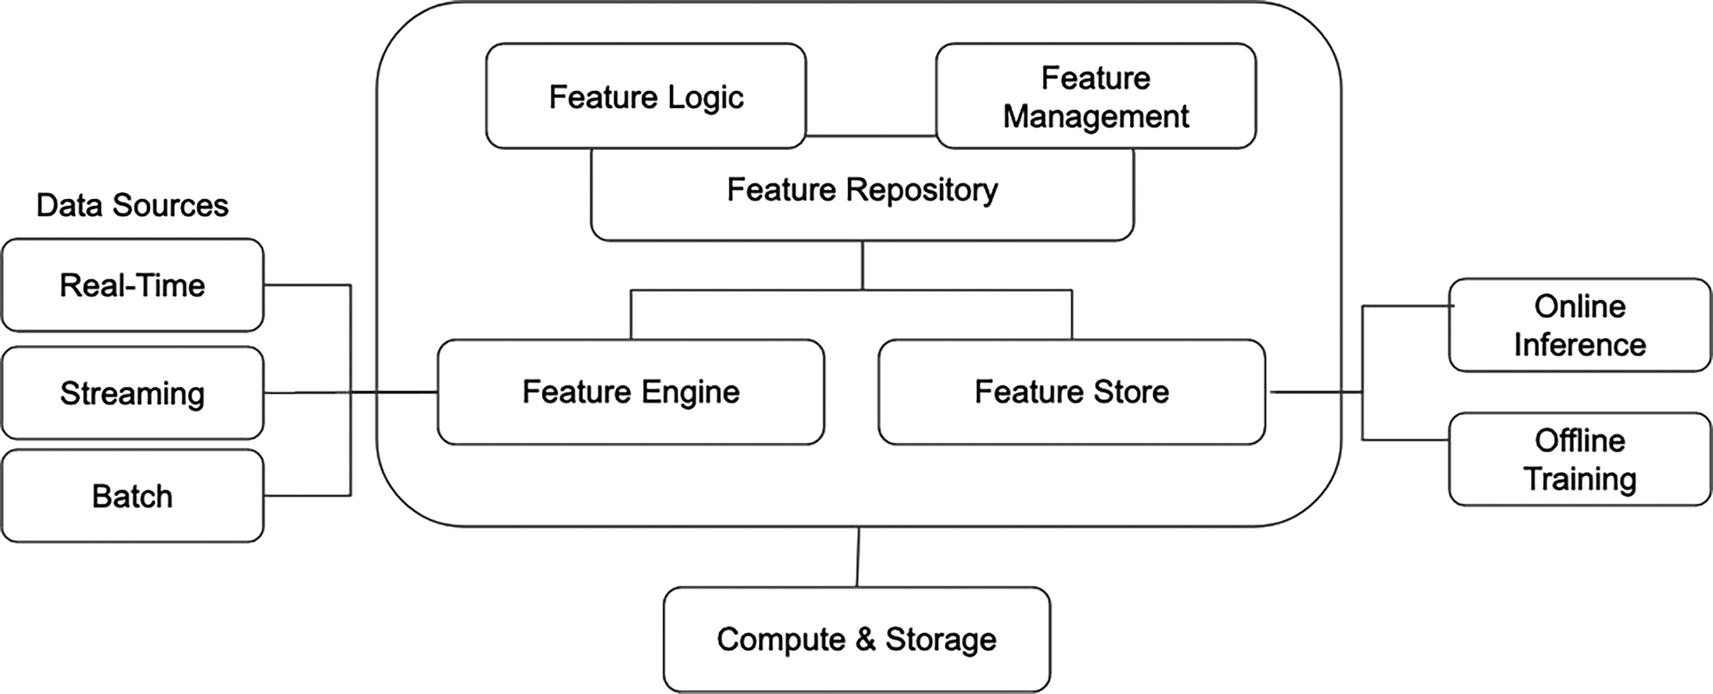 Feature Logic
Feature
Management
Feature Repository
Data Sources
Real-Time
Streaming
Batch
Feature Engine
Feature Store
Online
Inference
Offline
Training
Compute & Storage